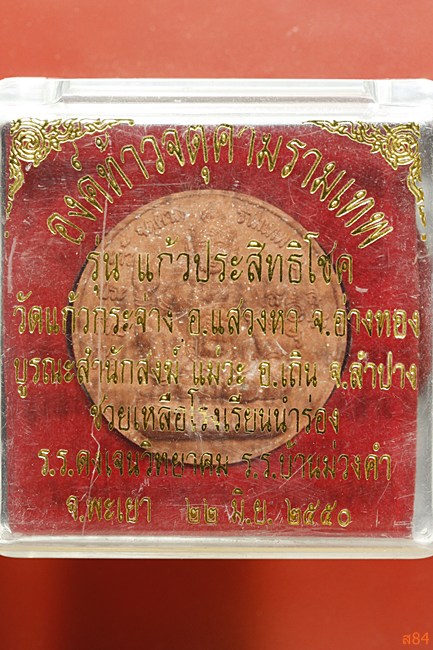 องค์ท้าวจตุคามรามเทพ
รุ่น แก้วประสิทธิโชค
วัดแก้วกระจ่าง อ.แสวงหา จ.อ่างทอง
บูรณะสำนักสงฆ์ แม่วะ อ.เถิน จ.ลำปาง
ช่วยเหลือโรงเรียนนำร่อง
ร.ร.ดงเจนวิทยาคม ร.ร.บ้านม่วงคำ
จ.พะเยา ๒๒ มิ.ย. ๒๕๕๐
ส84